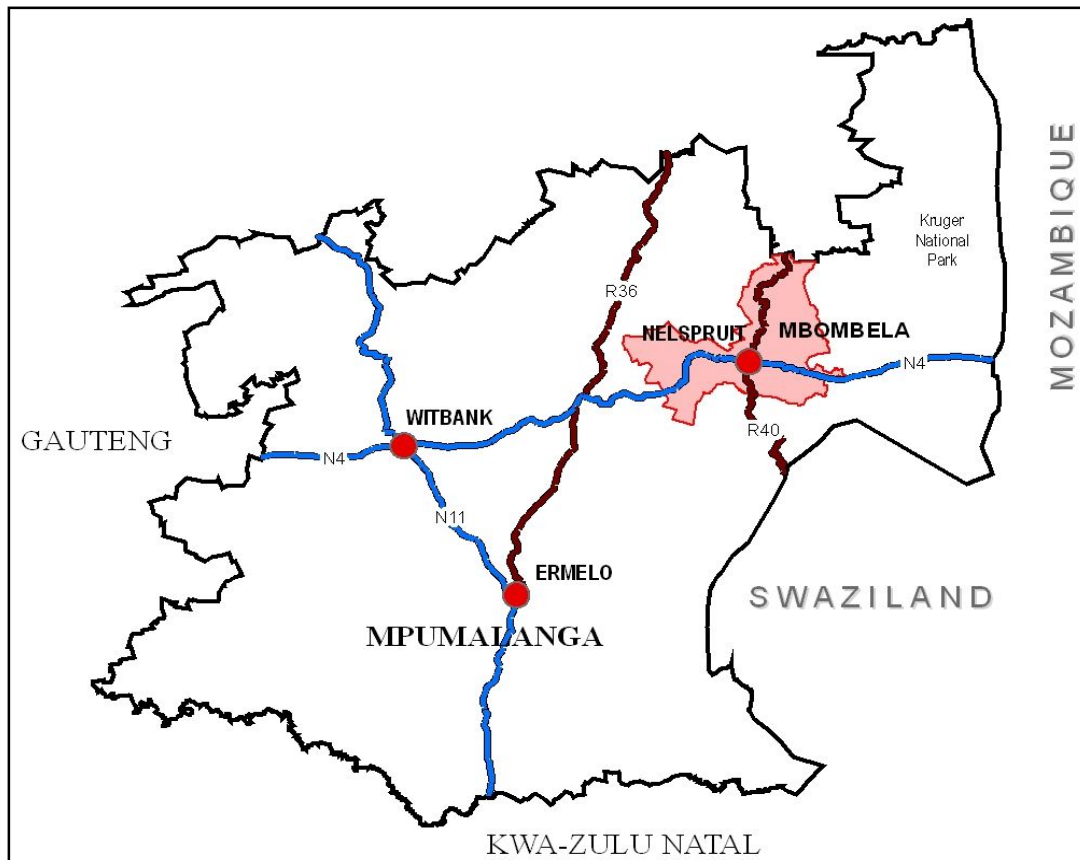 MOZAMBIQUE
Kruger
National
Park
R36
NELSPRUIT
MBOMBELA
N4
WITBANK
GAUTENG
R40
N4
N11
ERMELO
SWAZILAND
MPUMALANGA
KWA-ZULU NATAL